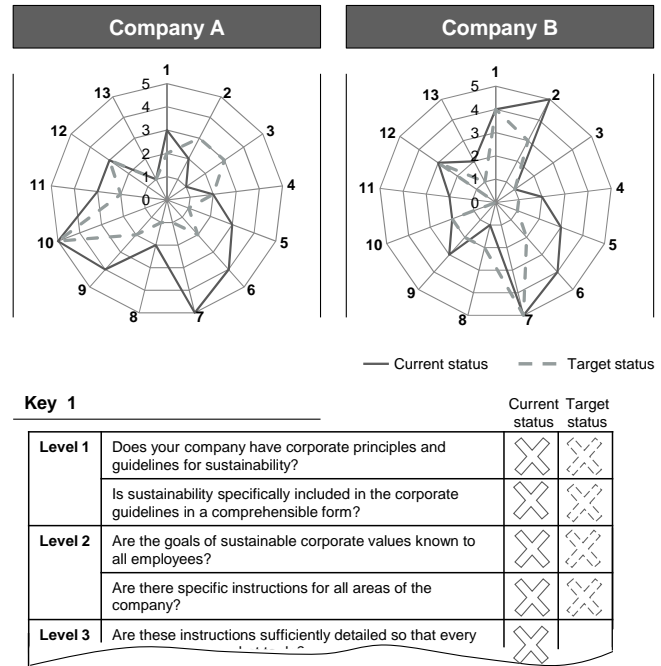 Company A
Company B
1
2
3
4
5
6
7
8
9
10
11
12
13
5
4
3
2
1
0
1
2
3
4
5
6
7
8
9
10
11
12
13
5
4
3
2
1
0
Current status
Target status
Key 1
Current status
Target status
Level 1
Does your company have corporate principles and
guidelines for sustainability?
Is sustainability specifically included in the corporate
guidelines in a comprehensible form?
Level 2
Are the goals of sustainable corporate values known to
all employees?
Are there specific instructions for all areas of the
company?
Level 3
Are these instructions sufficiently detailed so that every